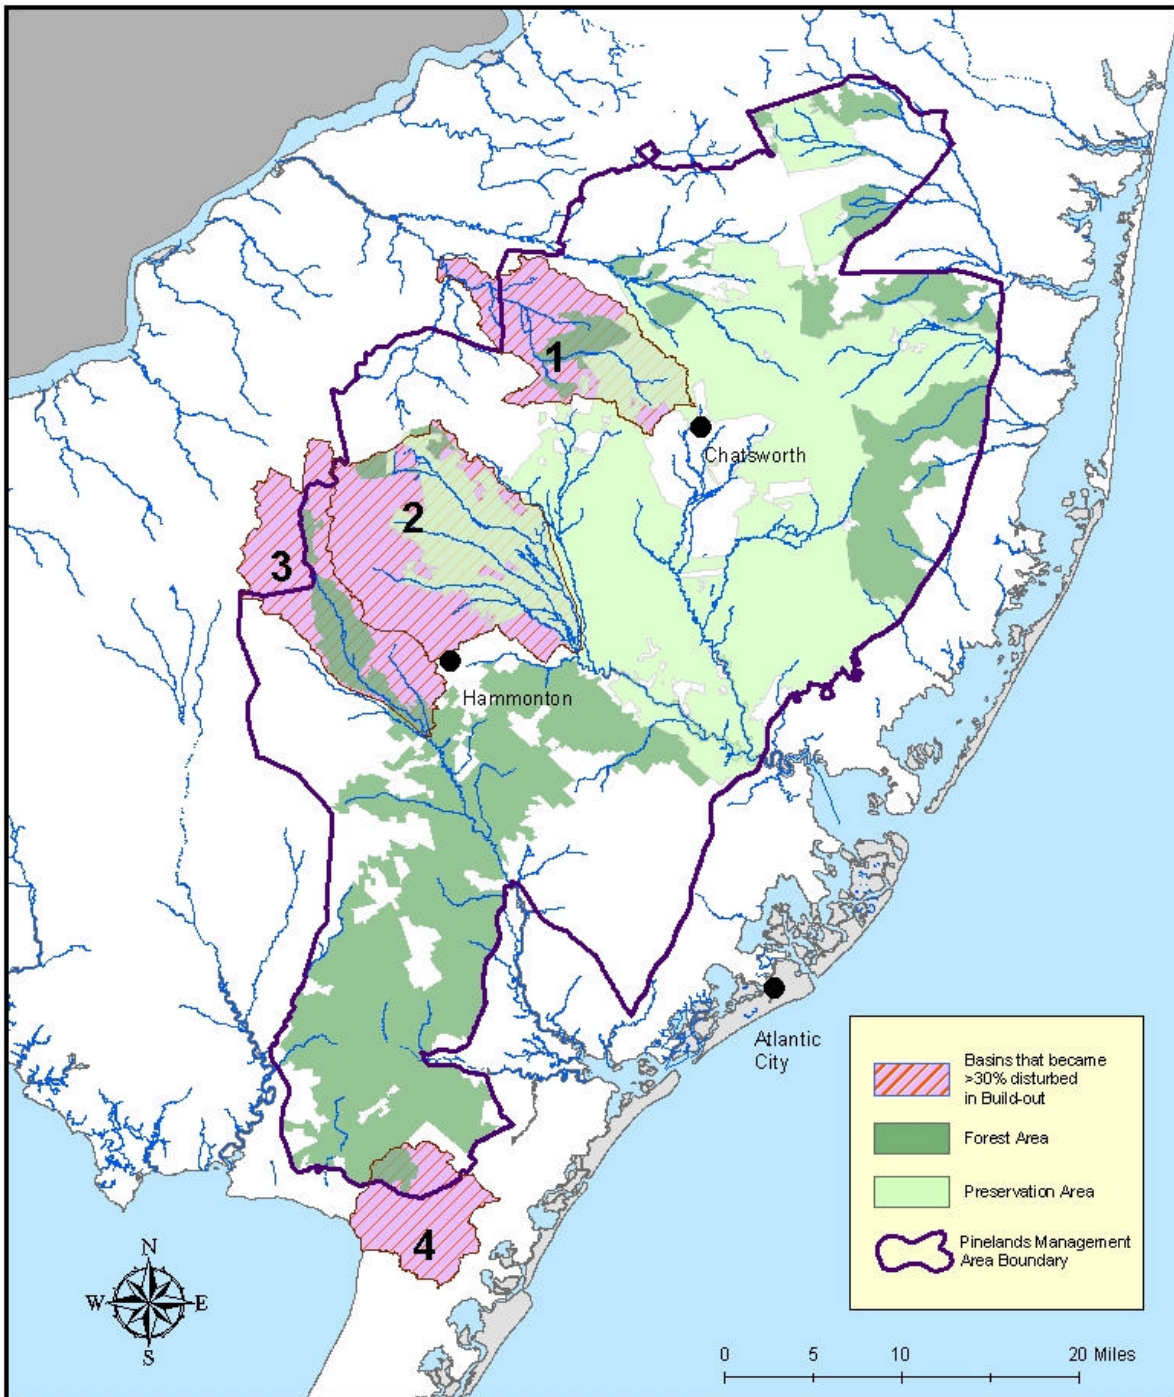 1
Chatsworth
2
3
Hammonton
Atlantic
City
Basins that became
>30% disturbed
in Build-out
Forest Area
Preservation Area
Pinelands Management
Area Boundary
4
N
W E
S
0 5 10 20 Miles